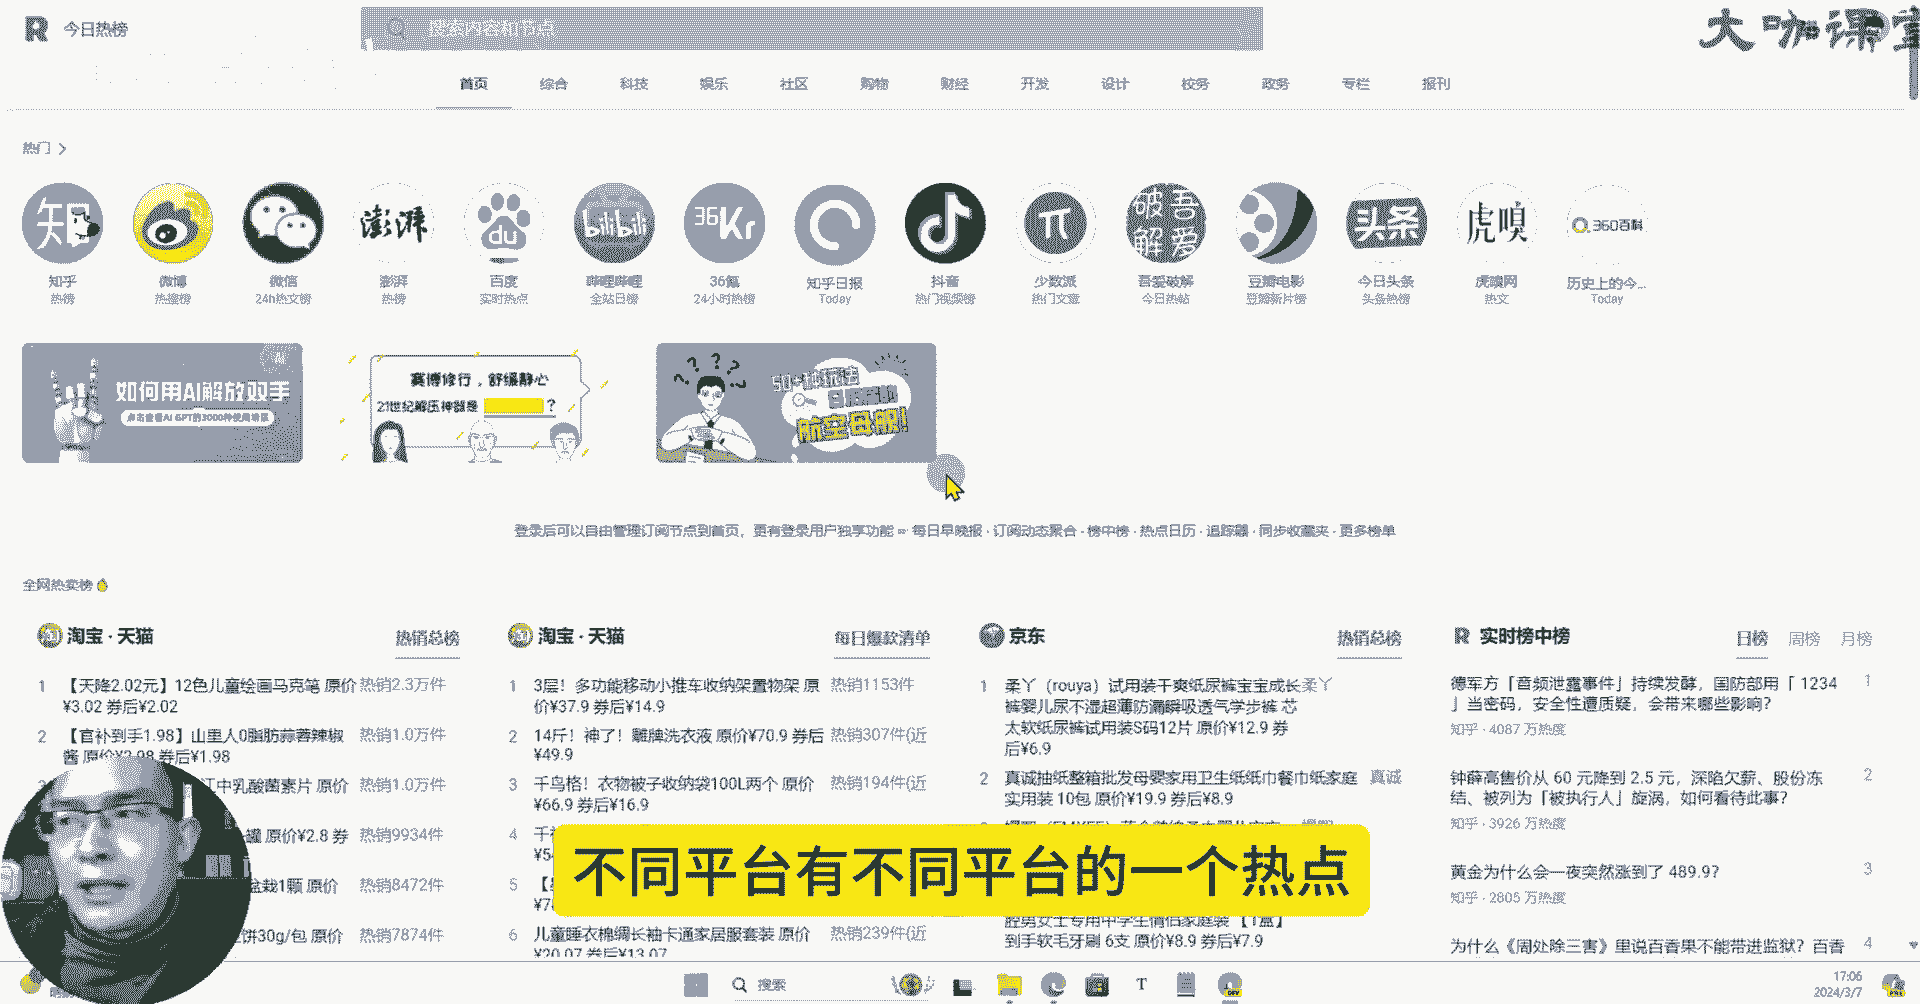 今日热榜
搜索内容和节点
大咖课堂
首页 综合 科技 娱乐 社区 购物 财经 开发 设计 校务 政务 专栏 报刊
热门
知 澎湃 du bilibili 36Kr 吾爱破解 头条 虎嗅 360百科
知乎 微博 微信 澎湃 百度 哔哩哔哩 36氪 知乎日报 抖音 少数派 吾爱破解 豆瓣电影 今日头条 虎嗅网 历史上的今...
热榜 热搜榜 24h热文榜 热榜 实时热点 全站日榜 24小时热榜 Today 热门视频榜 热门文章 今日热帖 豆瓣新片榜 头条热榜 热文 Today
AI
如何用AI解放双手
点击查看AI GPT的3000种使用场景
赛博修行，舒缓静心
21世纪解压神器是 ?
50+种玩法
航空母舰!
登录后可以自由管理订阅节点到首页，更有登录用户独享功能 每日早晚报 · 订阅动态聚合 · 榜中榜 · 热点日历 · 追踪器 · 同步收藏夹 · 更多榜单
全网热卖榜
淘宝 · 天猫 热销总榜
1 【天降2.02元】12色儿童绘画马克笔 原价 热销2.3万件
¥3.02 券后¥2.02
2 【官补到手1.98】山里人0脂肪蒜蓉辣椒 热销1.0万件
酱 原价¥3.98 券后¥1.98
江中乳酸菌素片 原价 热销1.0万件
罐 原价¥2.8 券 热销9934件
盆栽1颗 原价 热销8472件
饼30g/包 原价 热销7874件
淘宝 · 天猫 每日爆款清单
1 3层！多功能移动小推车收纳架置物架 原 热销1153件
价¥37.9 券后¥14.9
2 14斤！神了！雕牌洗衣液 原价¥70.9 券后 热销307件(近
¥49.9
3 千鸟格！衣物被子收纳袋100L两个 原价 热销194件(近
¥66.9 券后¥16.9
4
5
6 儿童睡衣棉绸长袖卡通家居服套装 原价 热销239件(近
¥20.07 券后¥13.07
京东 热销总榜
1 柔丫（rouya）试用装干爽纸尿裤宝宝成长 柔丫
裤婴儿尿不湿超薄防漏瞬吸透气学步裤 芯
太软纸尿裤试用装S码12片 原价¥12.9 券
后¥6.9
2 真诚抽纸整箱批发母婴家用卫生纸纸巾餐巾纸家庭 真诚
实用装 10包 原价¥19.9 券后¥8.9
腔男女士专用中学生情侣家庭装 【1盒】
到手软毛牙刷 6支 原价¥8.9 券后¥7.9
实时榜中榜 日榜 周榜 月榜
德军方「音频泄露事件」持续发酵，国防部用「 1234 1
」当密码，安全性遭质疑，会带来哪些影响?
知乎 · 4087 万热度
钟薛高售价从 60 元降到 2.5 元，深陷欠薪、股份冻 2
结、被列为「被执行人」旋涡，如何看待此事?
知乎 · 3926 万热度
黄金为什么会一夜突然涨到了 489.9? 3
知乎 · 2805 万热度
为什么《周处除三害》里说百香果不能带进监狱？百香 4
不同平台有不同平台的一个热点
搜索
17:06
2024/3/7